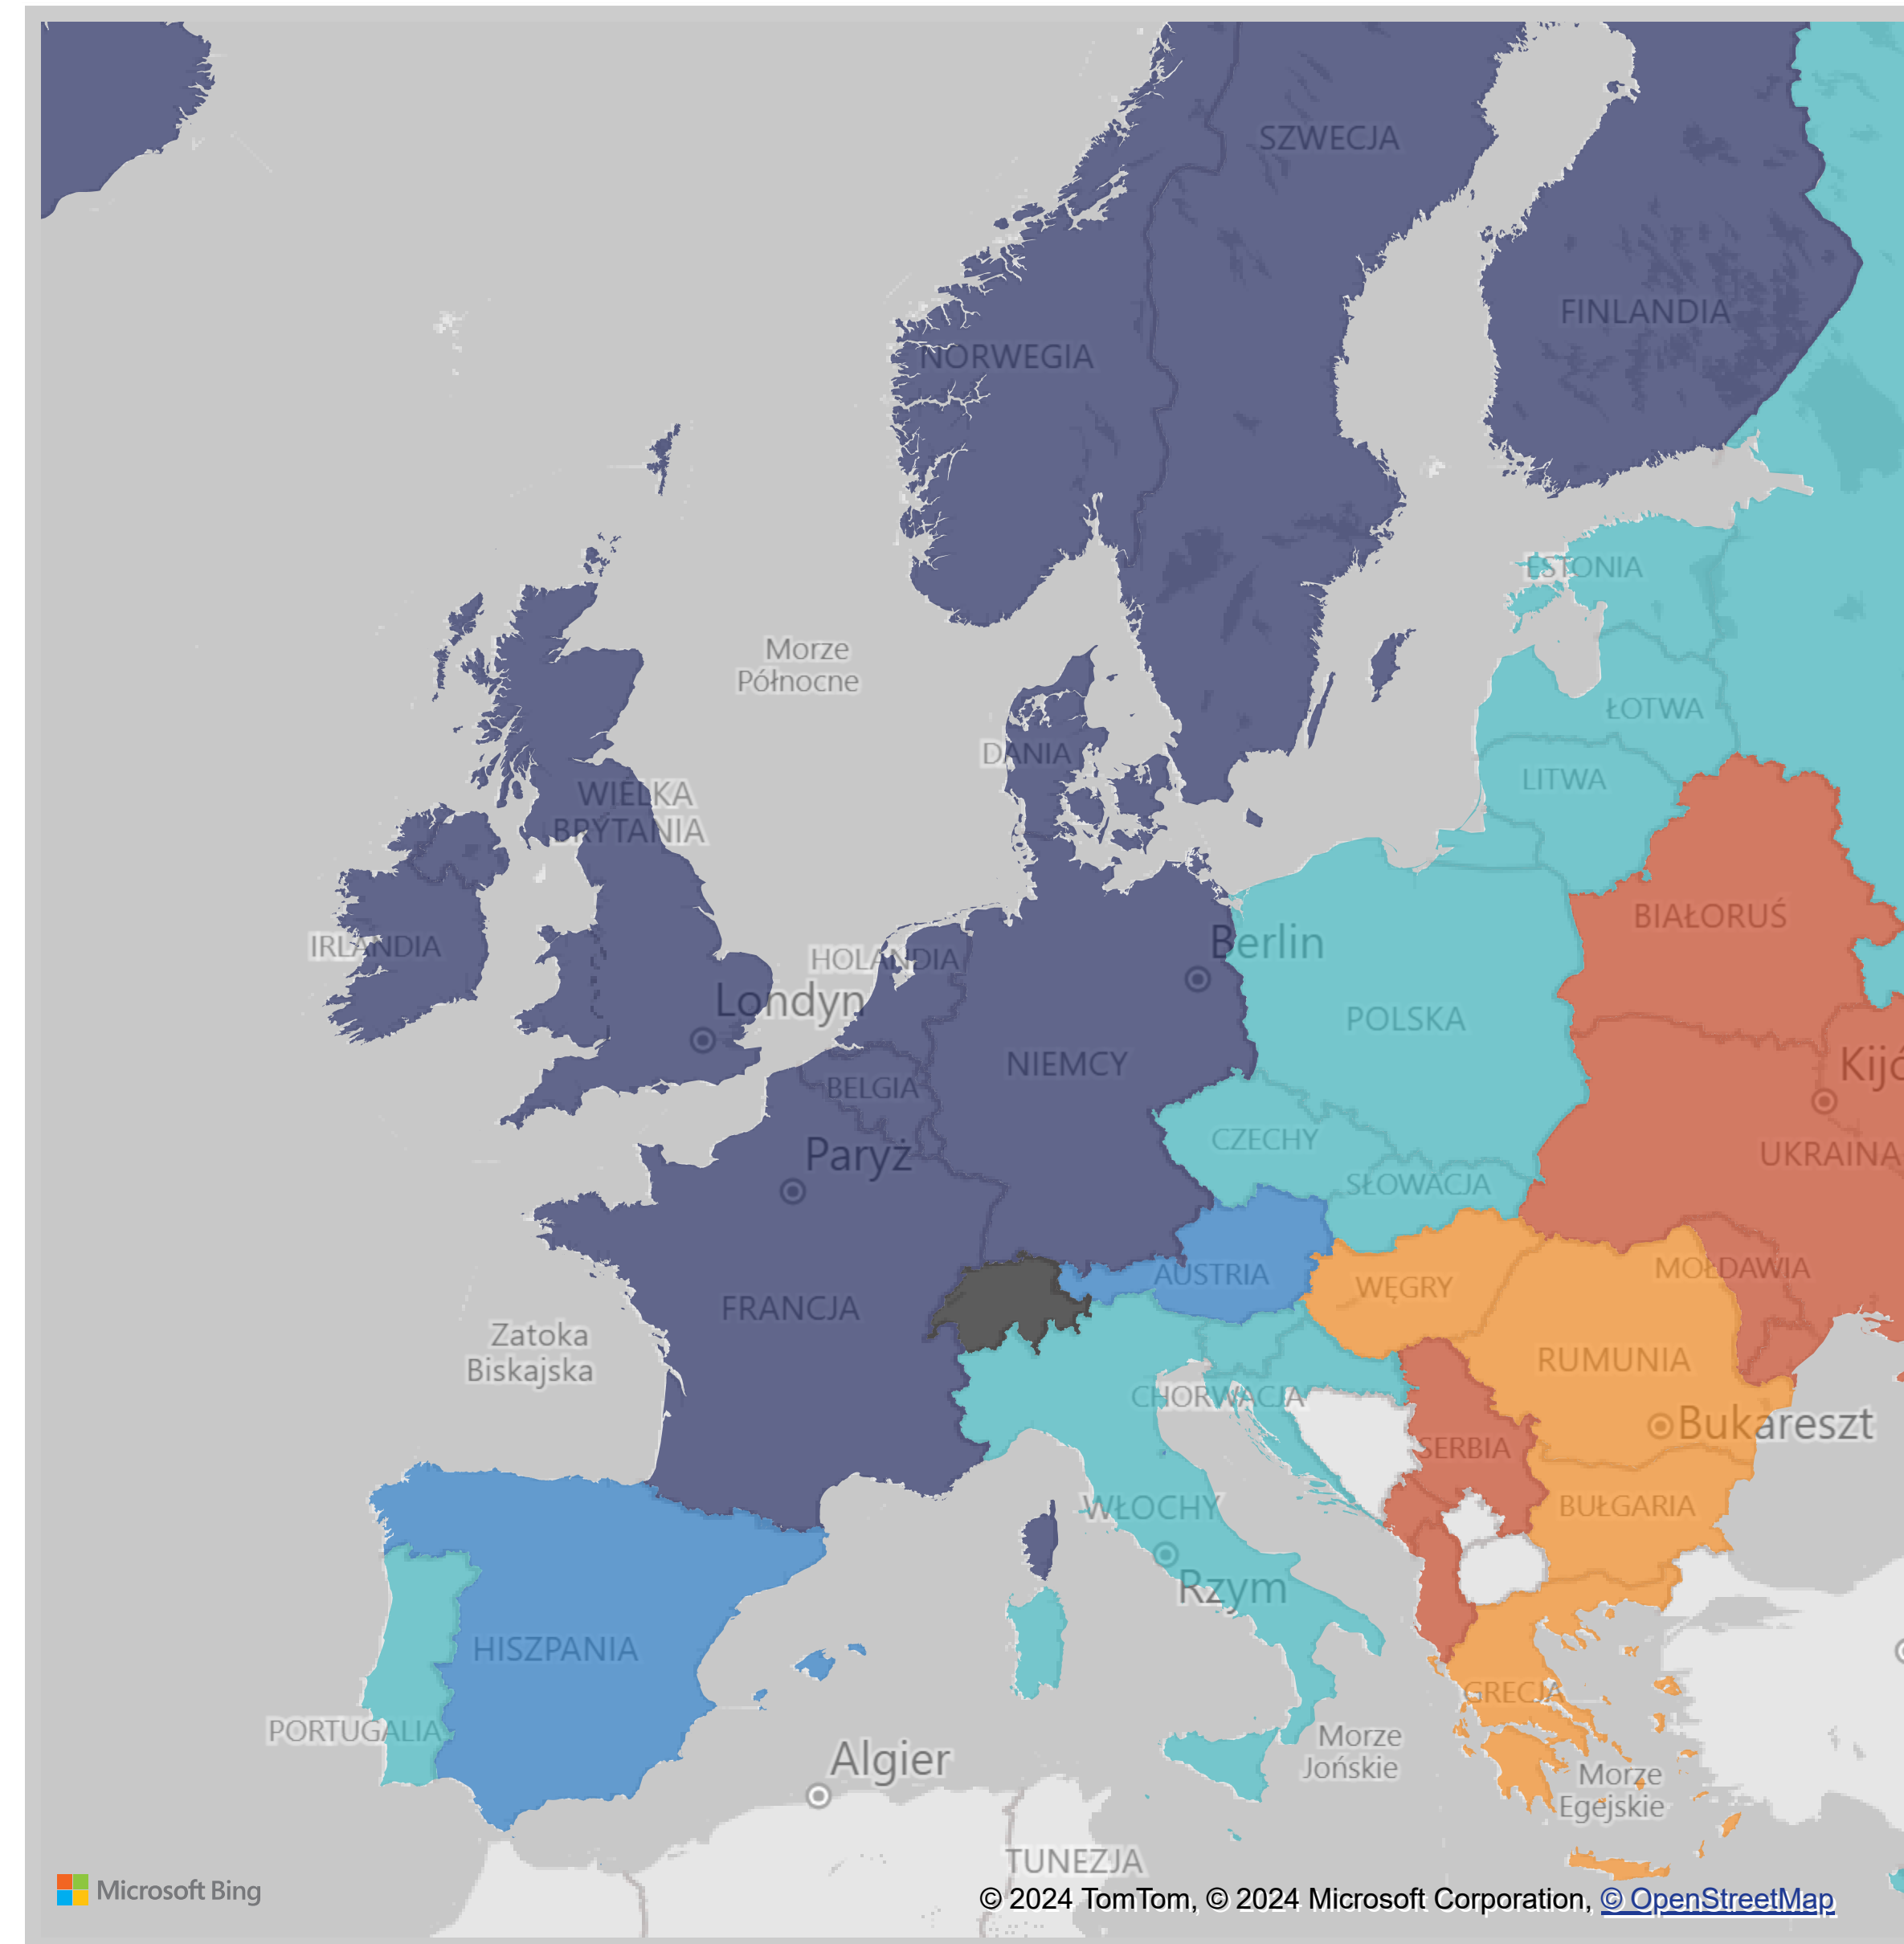 SZWECJA
FINLANDIA
NORWEGIA
ESTONIA
Morze
Północne
ŁOTWA
DANIA
LITWA
WIELKA
BRYTANIA
BIAŁORUŚ
IRLANDIA
HOLANDIA
Berlin
Londyn
POLSKA
NIEMCY
Kijó
BELGIA
CZECHY
Paryż
UKRAINA
SŁOWACJA
MOŁDAWIA
AUSTRIA
WĘGRY
FRANCJA
Zatoka
Biskajska
RUMUNIA
CHORWACJA
Bukareszt
SERBIA
WŁOCHY
BUŁGARIA
Rzym
HISZPANIA
GRECJA
PORTUGALIA
Morze
Jońskie
Algier
Morze
Egejskie
TUNEZJA
Microsoft Bing
© 2024 TomTom, © 2024 Microsoft Corporation, © OpenStreetMap